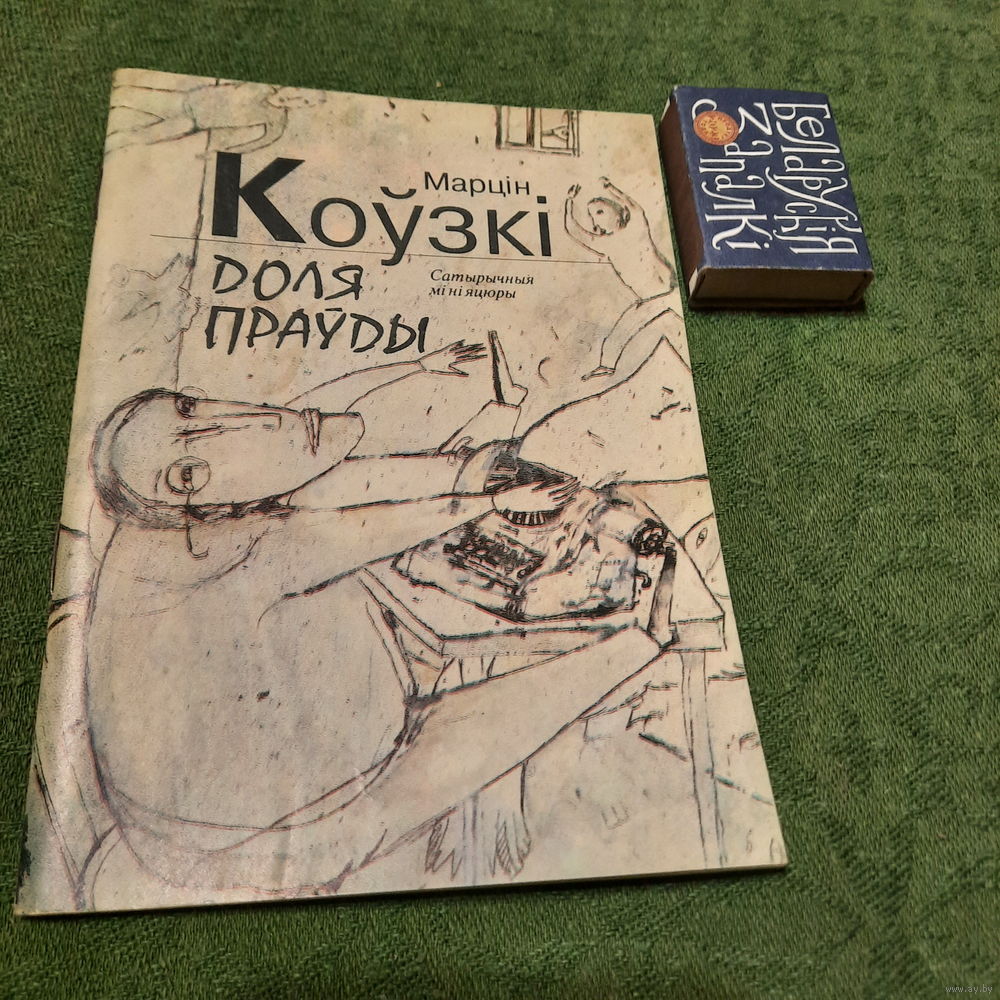 Марцін
Коўзкі
Доля
праўды
Сатырычныя
мініяцюры
Беларускія
Запалкі
www.ay.by